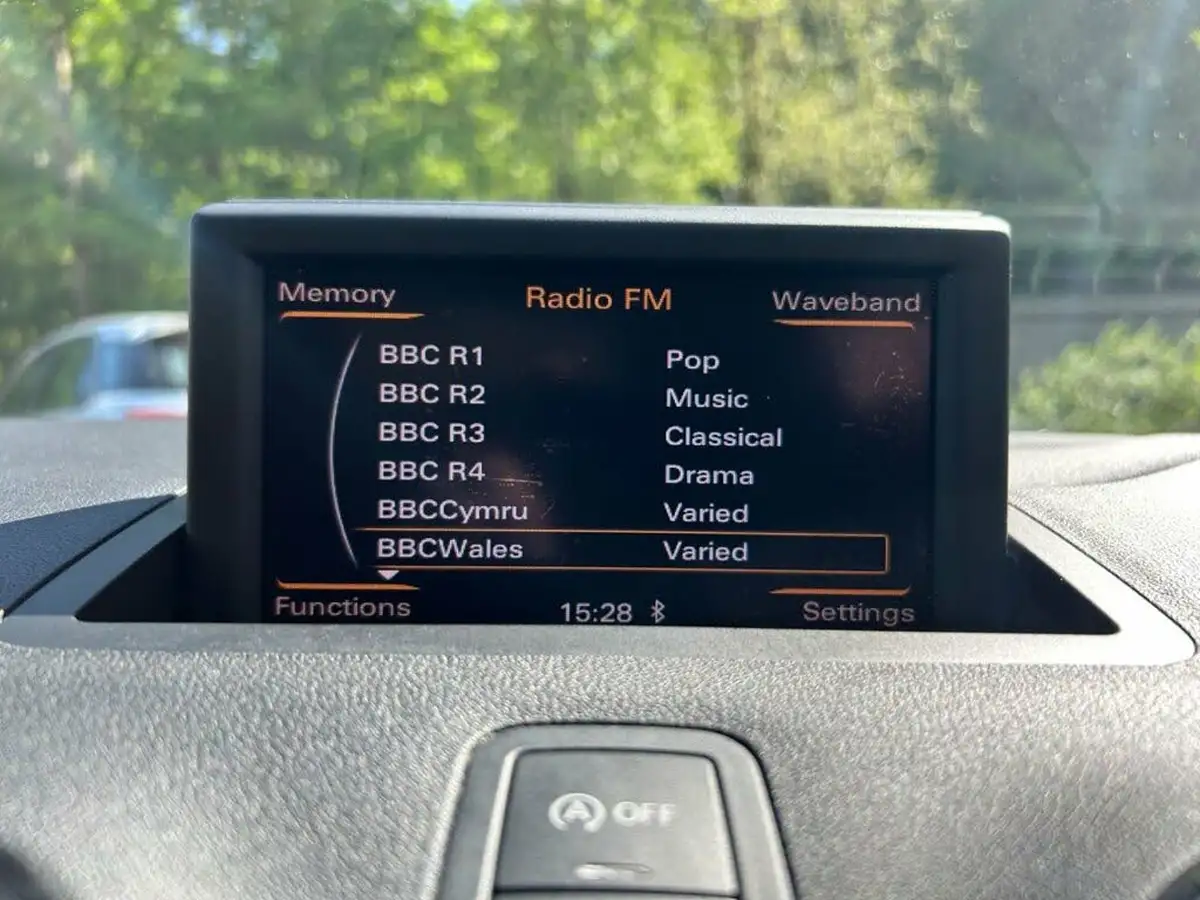 Memory Radio FM Waveband
BBC R1 Pop
BBC R2 Music
BBC R3 Classical
BBC R4 Drama
BBCCymru Varied
BBCWales Varied
Functions 15:28 Settings
A OFF